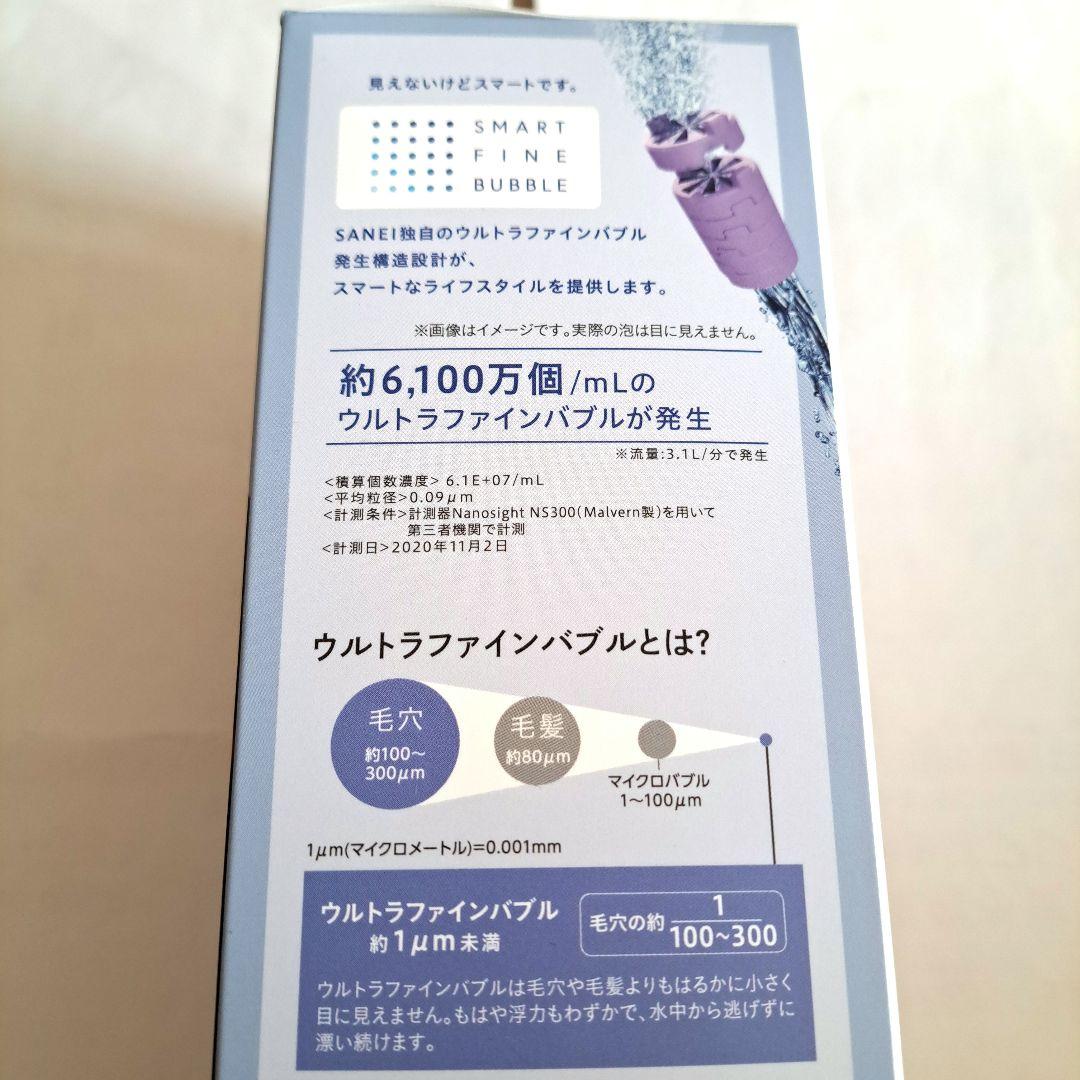 見えないけどスマートです。
SMART
FINE
BUBBLE
SANEI独自のウルトラファインバブル
発生構造設計が、
スマートなライフスタイルを提供します。
※画像はイメージです。実際の泡は目に見えません。
約6,100万個/mLの
ウルトラファインバブルが発生
※流量:3.1L/分で発生
<積算個数濃度> 6.1E+07/mL
<平均粒径>0.09μm
<計測条件>計測器Nanosight NS300(Malvern製)を用いて
第三者機関で計測
<計測日>2020年11月2日
ウルトラファインバブルとは?
毛穴
約100〜
300μm
毛髪
約80μm
マイクロバブル
1〜100μm
1μm(マイクロメートル)=0.001mm
ウルトラファインバブル
約1μm未満
毛穴の約 1
100~300
ウルトラファインバブルは毛穴や毛髪よりもはるかに小さく
目に見えません。もはや浮力もわずかで、水中から逃げずに
漂い続けます。